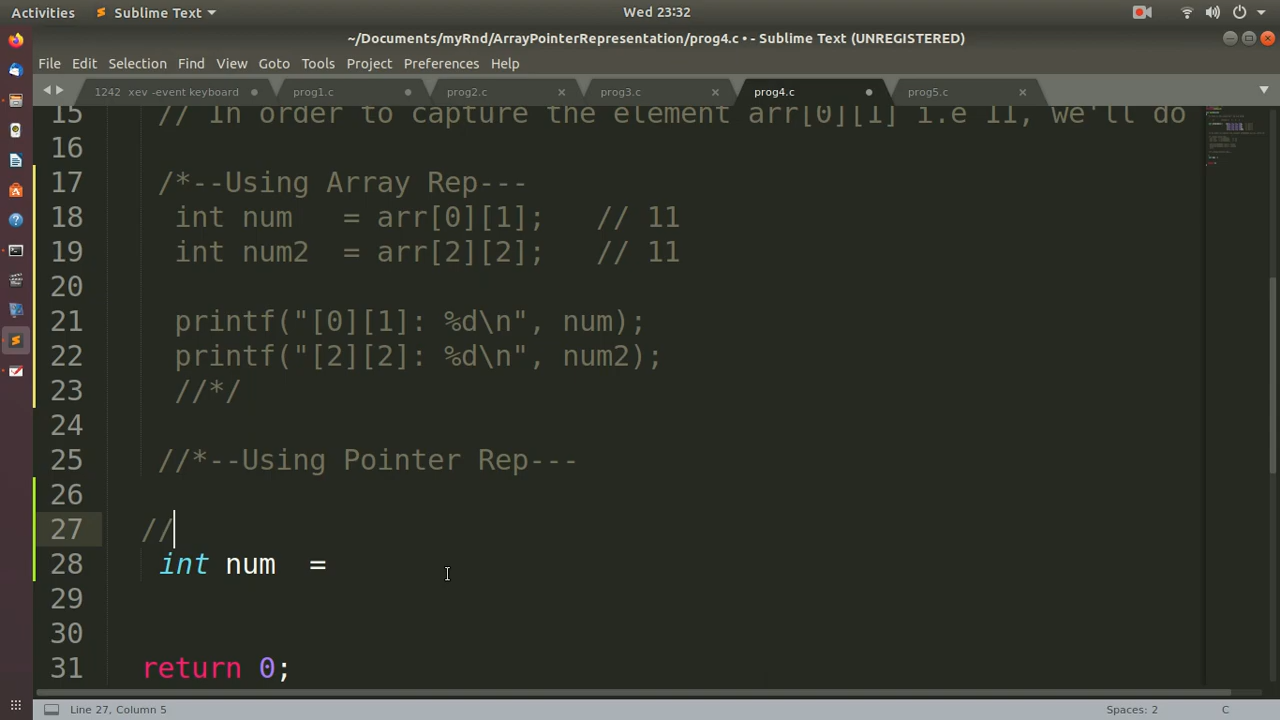 Activities Sublime Text Wed 23:32
~/Documents/myRnd/ArrayPointerRepresentation/prog4.c • - Sublime Text (UNREGISTERED)
File Edit Selection Find View Goto Tools Project Preferences Help
1242 xev -event keyboard prog1.c prog2.c prog3.c prog4.c prog5.c
15 // In order to capture the element arr[0][1] i.e 11, we'll do
16
17 /*--Using Array Rep---
18 int num = arr[0][1]; // 11
19 int num2 = arr[2][2]; // 11
20
21 printf("[0][1]: %d\n", num);
22 printf("[2][2]: %d\n", num2);
23 //*/
24
25 //*--Using Pointer Rep---
26
27 //
28 int num =
29
30
31 return 0;
Line 27, Column 5 Spaces: 2 C